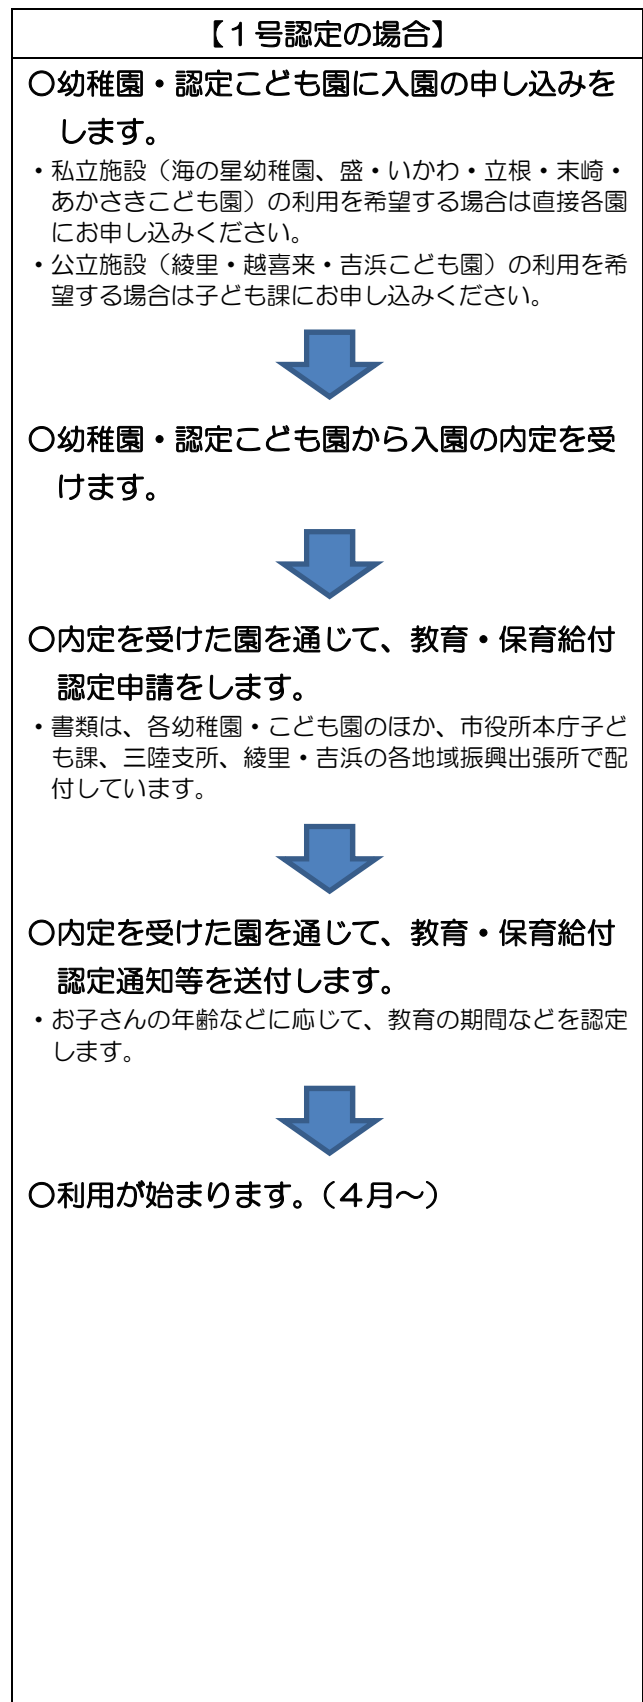 【１号認定の場合】
〇幼稚園・認定こども園に入園の申し込みを
します。
・私立施設（海の星幼稚園、盛・いかわ・立根・末崎・
あかさきこども園）の利用を希望する場合は直接各園
にお申し込みください。
・公立施設（綾里・越喜来・吉浜こども園）の利用を希
望する場合は子ども課にお申し込みください。
〇幼稚園・認定こども園から入園の内定を受
けます。
〇内定を受けた園を通じて、教育・保育給付
認定申請をします。
・書類は、各幼稚園・こども園のほか、市役所本庁子ど
も課、三陸支所、綾里・吉浜の各地域振興出張所で配
付しています。
〇内定を受けた園を通じて、教育・保育給付
認定通知等を送付します。
・お子さんの年齢などに応じて、教育の期間などを認定
します。
〇利用が始まります。（４月～）